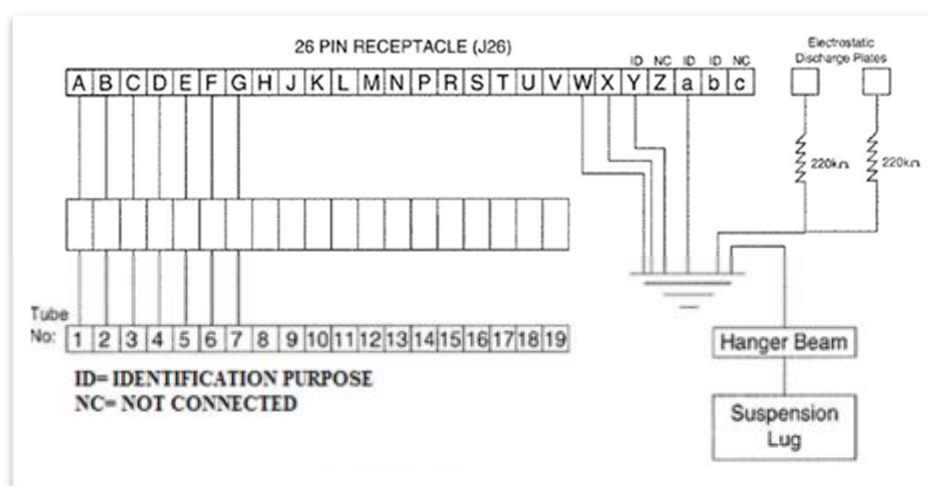 26 PIN RECEPTACLE (J26)
Electrostatic
Discharge Plates
ID NC ID ID NC
A B C D E F G H J K L M N P R S T U V W X Y Z a b c
220kΩ 220kΩ
Tube
No: 1 2 3 4 5 6 7 8 9 10 11 12 13 14 15 16 17 18 19
Hanger Beam
ID= IDENTIFICATION PURPOSE
NC= NOT CONNECTED
Suspension
Lug